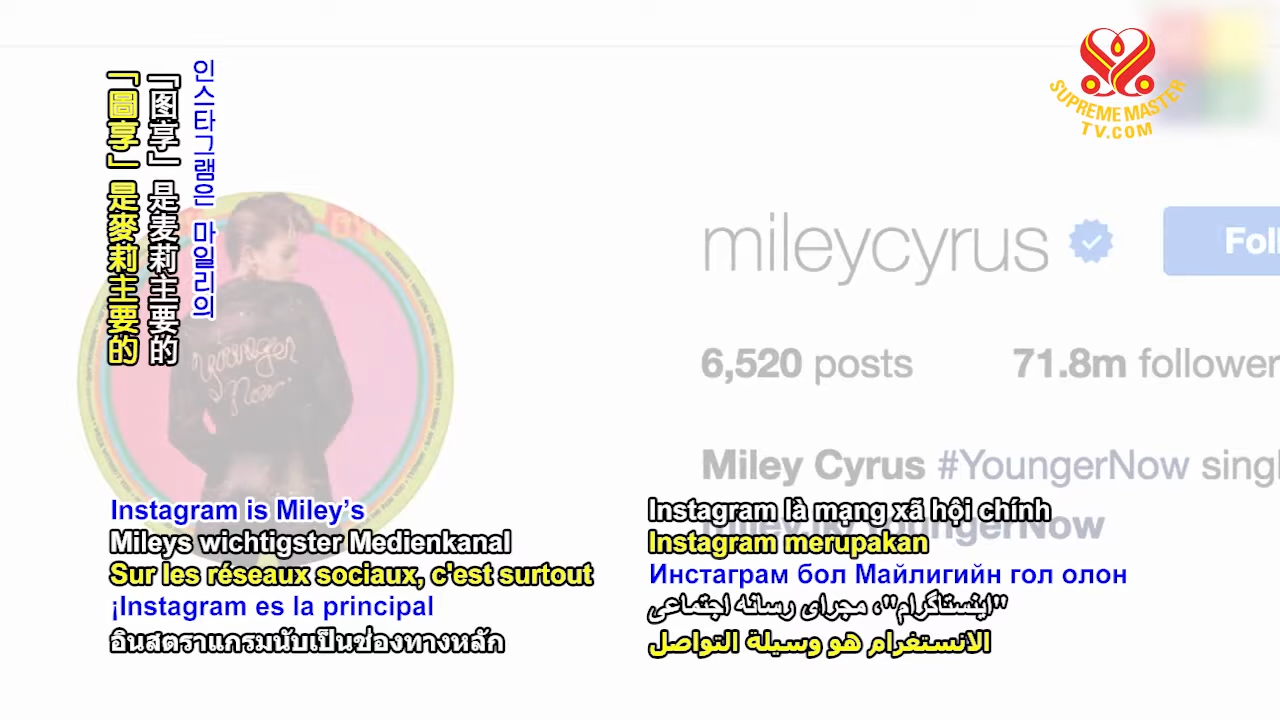 SUPREME MASTER
TV.COM
「圖享」是麥莉主要的
「图享」是麦莉主要的
인스타그램은 마일리의
mileycyrus
6,520 posts
71.8m follower
Miley Cyrus #YoungerNow singl
Younger
Now
Instagram is Miley’s
Mileys wichtigster Medienkanal
Sur les réseaux sociaux, c'est surtout
¡Instagram es la principal
อินสตราแกรมนับเป็นช่องทางหลัก
Instagram là mạng xã hội chính
Instagram merupakan
Инстаграм бол Майлигийн гол олон
"اینستاگرام"، مجرای رسانه اجتماعی
الانستغرام هو وسيلة التواصل